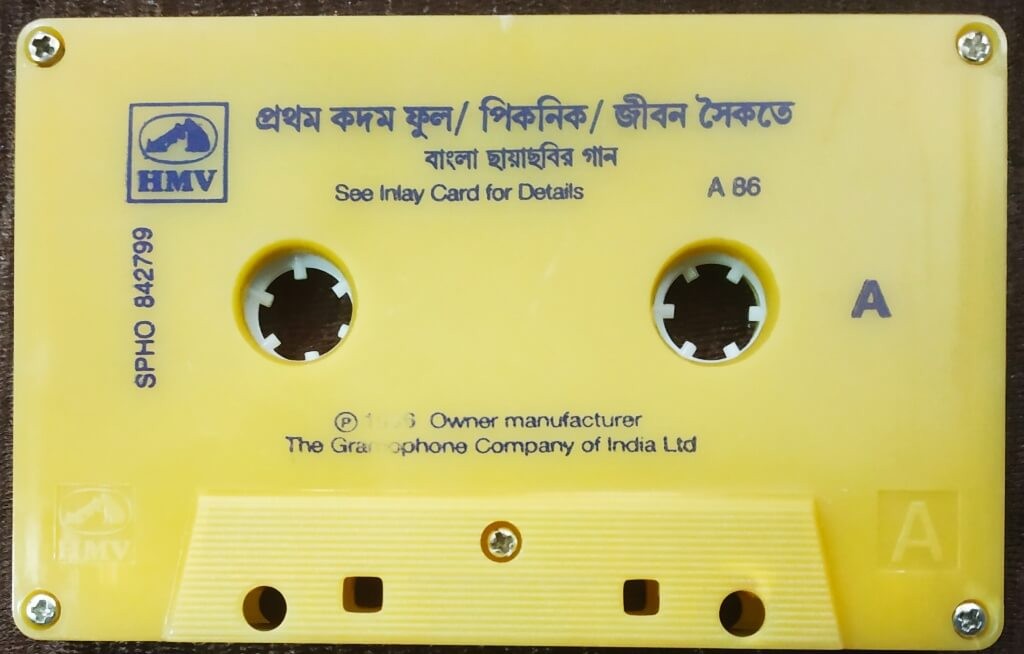 প্রথম কদম ফুল/ পিকনিক/ জীবন সৈকতে
বাংলা ছায়াছবির গান
HMV
See Inlay Card for Details
A 86
SPHO 842799
A
Ⓟ Owner manufacturer
The Gramophone Company of India Ltd
HMV
A